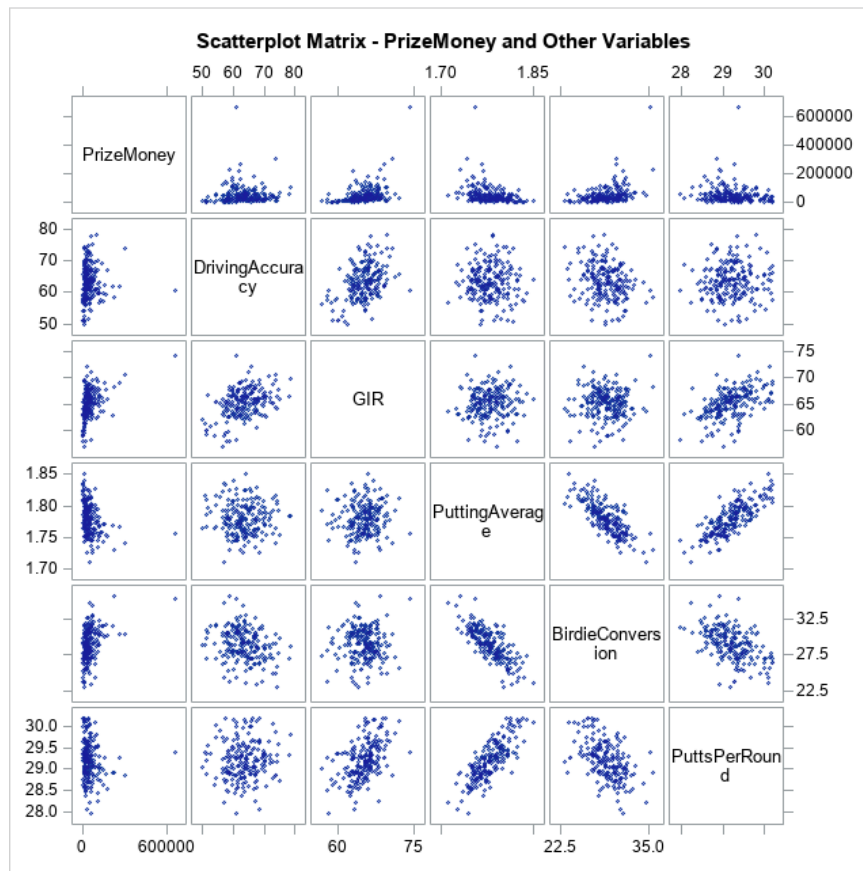 Scatterplot Matrix - PrizeMoney and Other Variables
50 60 70 80 1.70 1.85 28 29 30
PrizeMoney
600000
400000
200000
0
80
70
60
50
DrivingAccura
cy
GIR
75
70
65
60
1.85
1.80
1.75
1.70
PuttingAverag
e
BirdieConvers
ion
32.5
27.5
22.5
30.0
29.5
29.0
28.5
28.0
PuttsPerRoun
d
0 600000 60 75 22.5 35.0